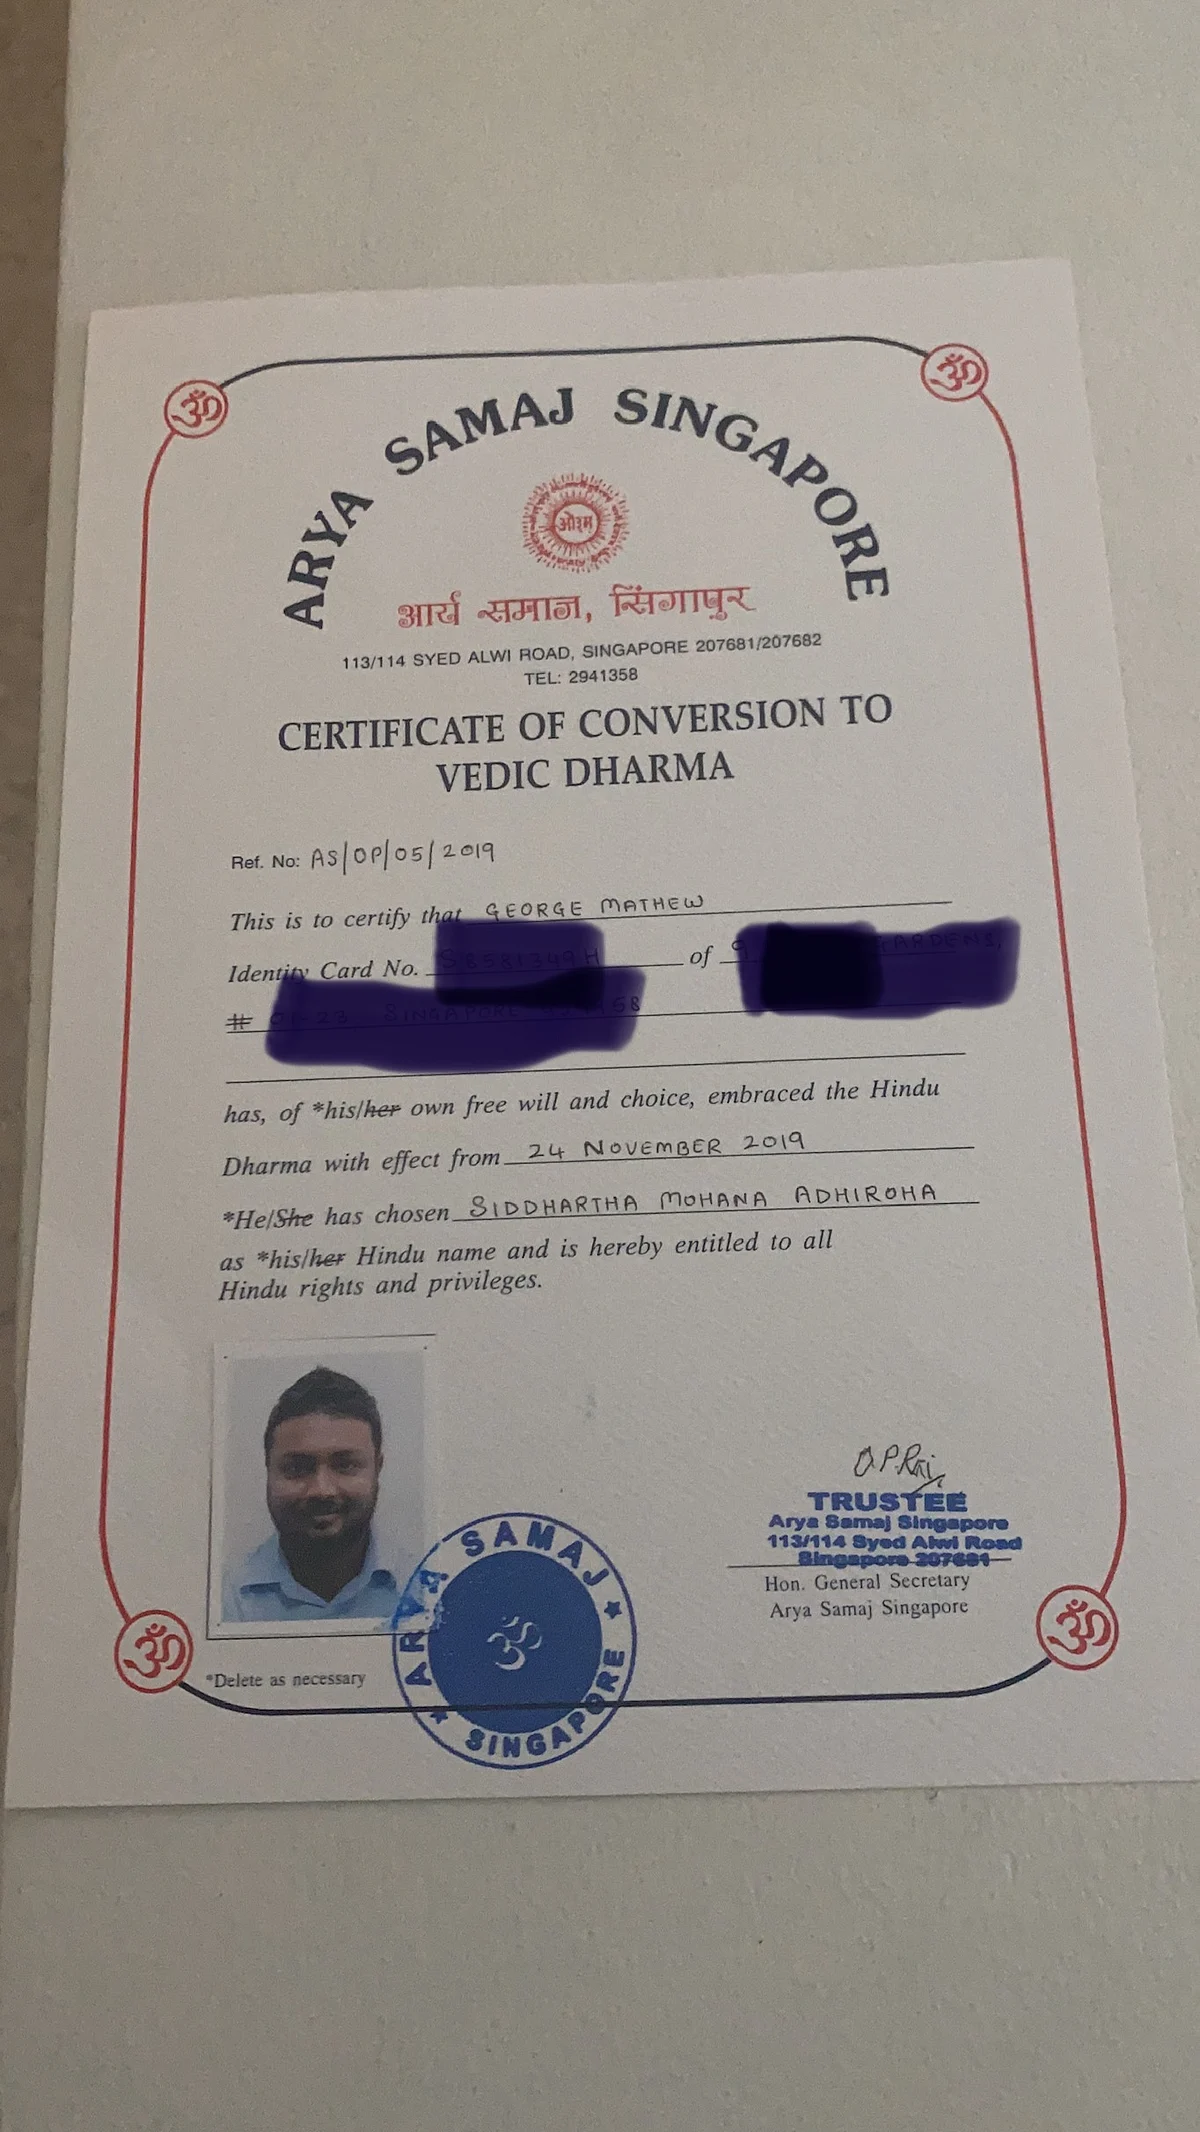 ARYA SAMAJ SINGAPORE
ओ३म्
आर्य समाज, सिंगापुर
113/114 SYED ALWI ROAD, SINGAPORE 207681/207682
TEL: 2941358
CERTIFICATE OF CONVERSION TO
VEDIC DHARMA
Ref. No: AS/OP/05/2019
This is to certify that GEORGE MATHEW
Identity Card No. of
#
has, of *his/her own free will and choice, embraced the Hindu
Dharma with effect from 24 NOVEMBER 2019
*He/She has chosen SIDDHARTHA MOHANA ADHIROHA
as *his/her Hindu name and is hereby entitled to all
Hindu rights and privileges.
O.P.Rai
TRUSTEE
Arya Samaj Singapore
113/114 Syed Alwi Road
Singapore 207681
Hon. General Secretary
Arya Samaj Singapore
*Delete as necessary
ARYA SAMAJ
SINGAPORE
ॐ
ॐ
ॐ
ॐ
ॐ